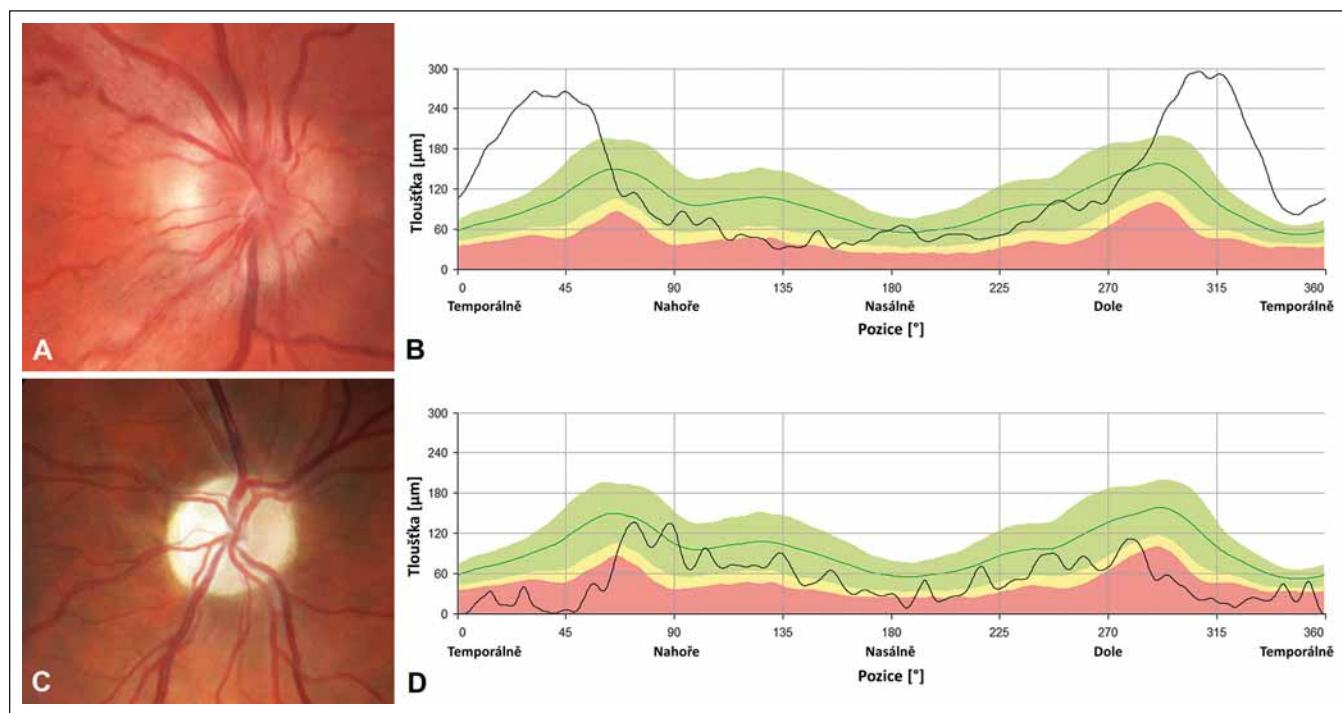 A
B
Tloušťka [µm]
300
240
180
120
60
0
0 45 90 135 180 225 270 315 360
Temporálně Nahoře Nasálně Dole Temporálně
Pozice [°]
C
D
Tloušťka [µm]
300
240
180
120
60
0
0 45 90 135 180 225 270 315 360
Temporálně Nahoře Nasálně Dole Temporálně
Pozice [°]